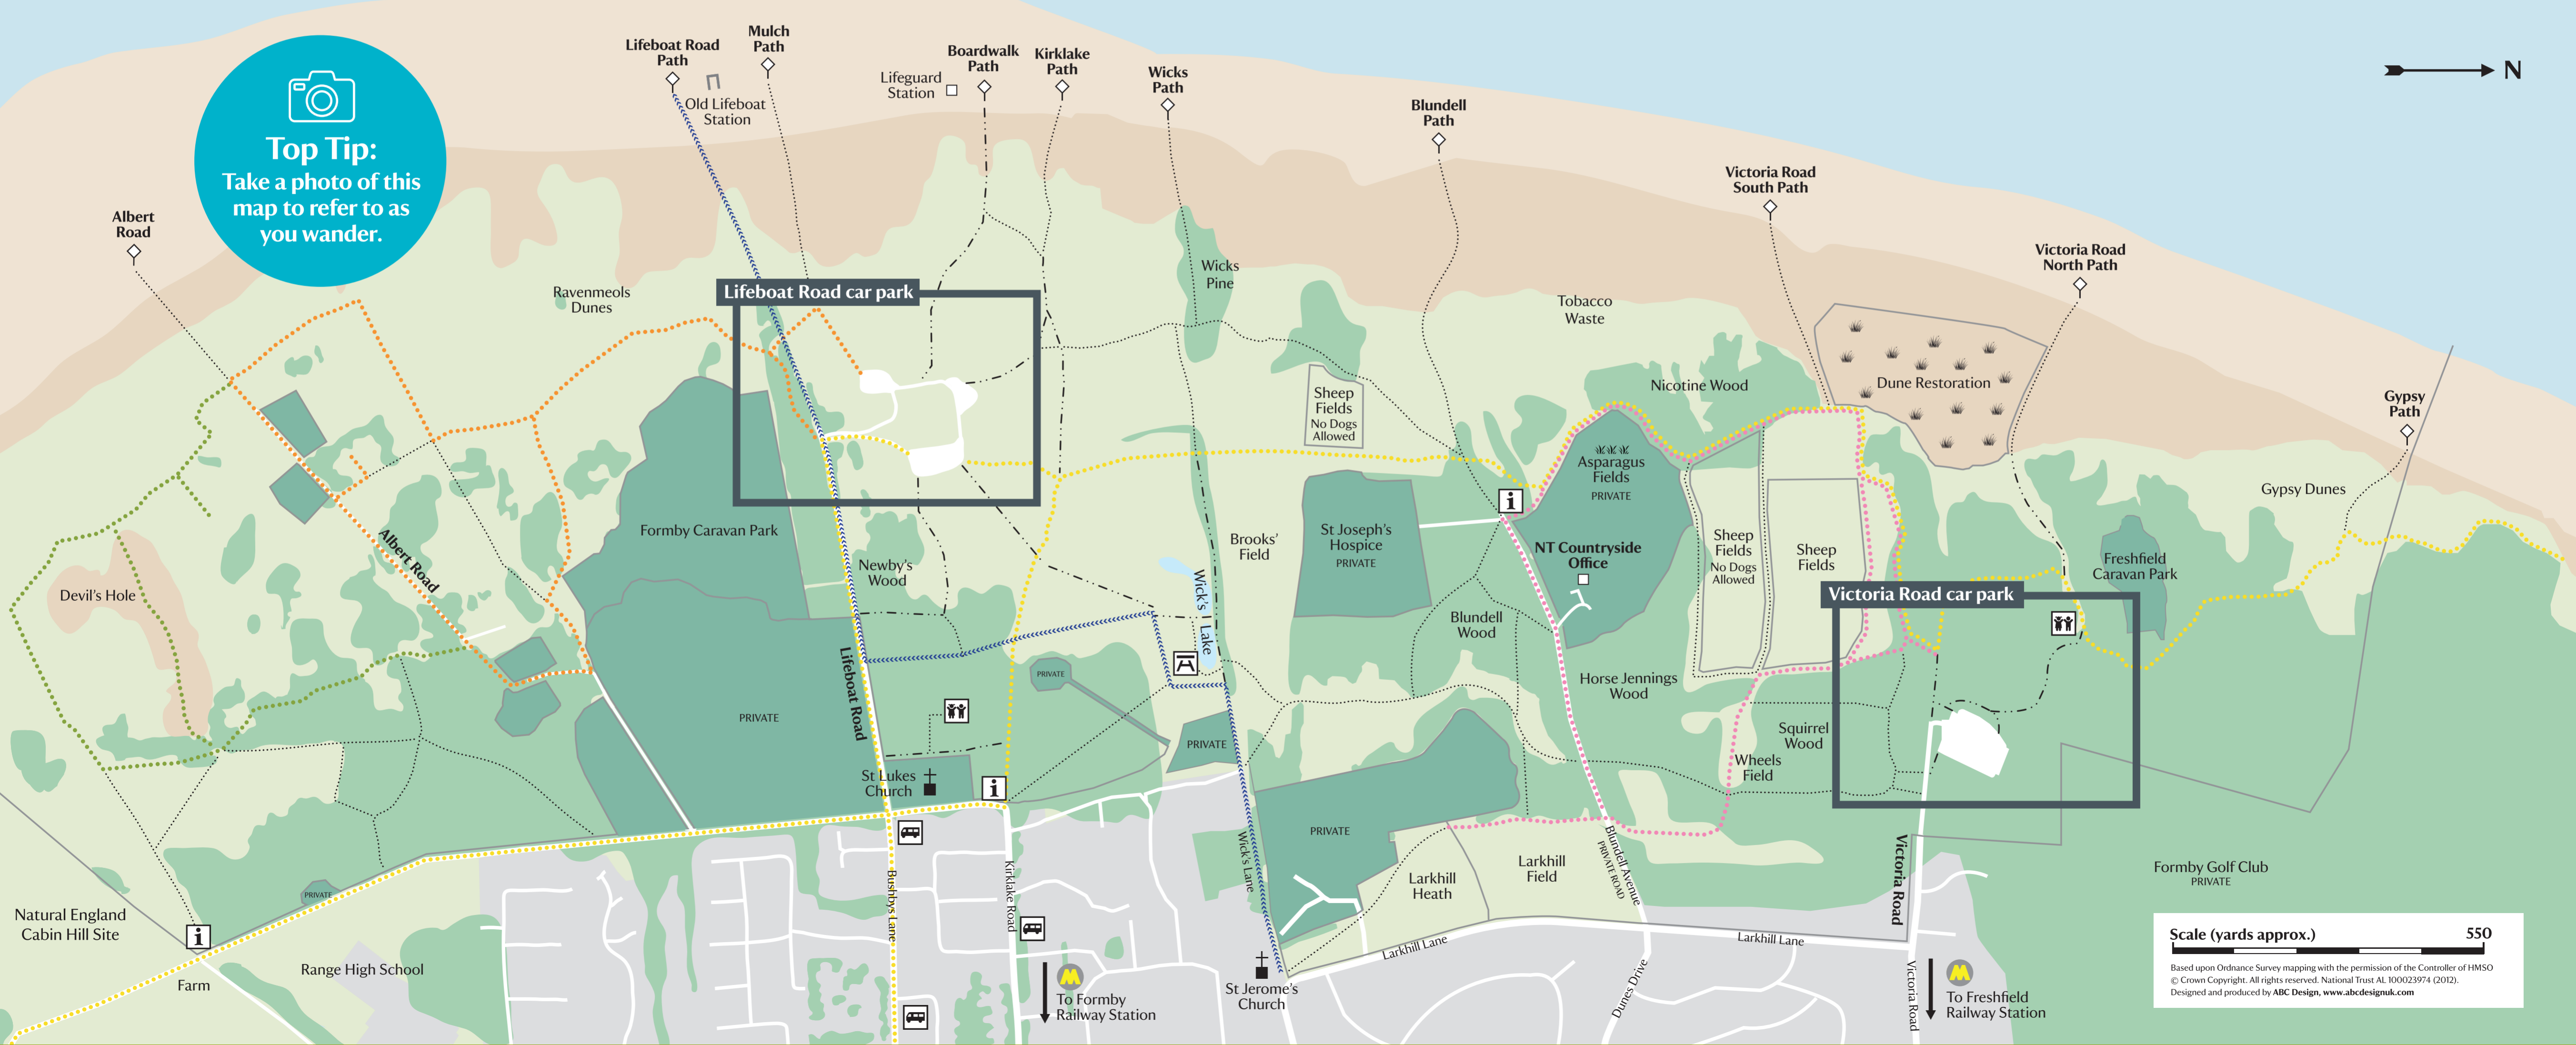 Top Tip:
Take a photo of this
map to refer to as
you wander.
Albert
Road
Lifeboat Road
Path
Old Lifeboat
Station
Mulch
Path
Lifeguard
Station
Boardwalk
Path
Kirklake
Path
Wicks
Path
Blundell
Path
Victoria Road
South Path
Victoria Road
North Path
Gypsy
Path
N
Ravenmeols
Dunes
Lifeboat Road car park
Wicks
Pine
Tobacco
Waste
Dune Restoration
Nicotine Wood
Sheep
Fields
No Dogs
Allowed
Asparagus
Fields
PRIVATE
Gypsy Dunes
Formby Caravan Park
Albert Road
Devil's Hole
Newby's
Wood
Wick's
Lake
Brooks'
Field
St Joseph's
Hospice
PRIVATE
NT Countryside
Office
Sheep
Fields
No Dogs
Allowed
Sheep
Fields
Freshfield
Caravan Park
Victoria Road car park
Blundell
Wood
Horse Jennings
Wood
Squirrel
Wood
Wheels
Field
PRIVATE
PRIVATE
Lifeboat Road
PRIVATE
St Lukes
Church
i
i
PRIVATE
Larkhill
Heath
Larkhill
Field
Blundell Avenue
PRIVATE ROAD
Victoria Road
Formby Golf Club
PRIVATE
Natural England
Cabin Hill Site
i
PRIVATE
Farm
Range High School
Bushbys Lane
Kirklake Road
M
To Formby
Railway Station
Wick's Lane
St Jerome's
Church
Larkhill Lane
Larkhill Lane
Dunes Drive
Victoria Road
M
To Freshfield
Railway Station
Scale (yards approx.)
550
Based upon Ordnance Survey mapping with the permission of the Controller of HMSO
© Crown Copyright. All rights reserved. National Trust AL 100023974 (2012).
Designed and produced by ABC Design, www.abcdesignuk.com